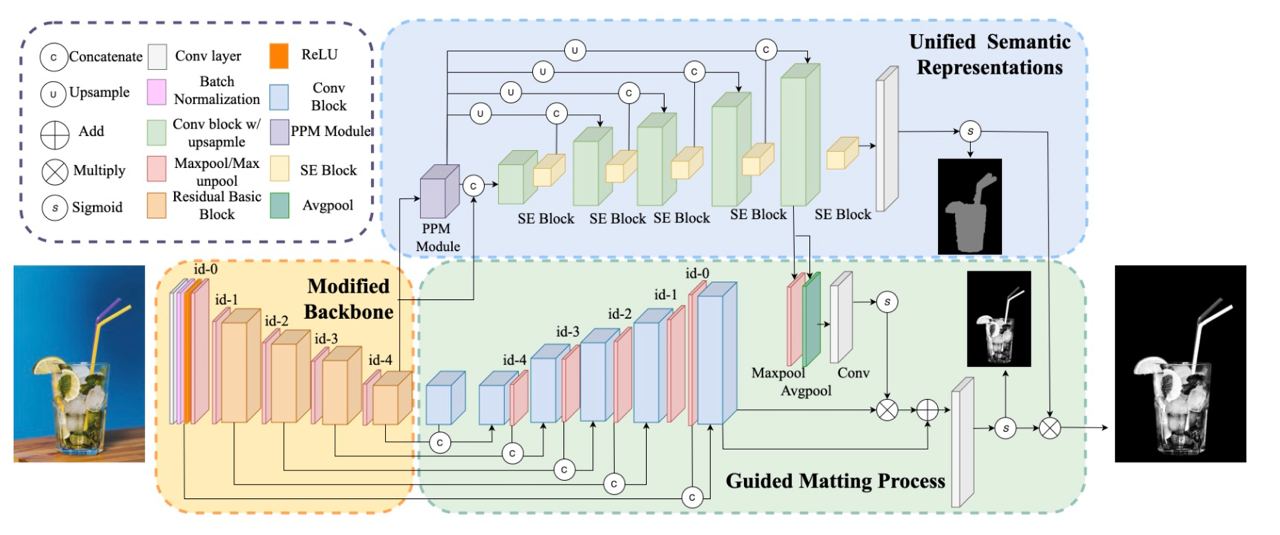 C Concatenate
Conv layer
ReLU
U Upsample
Batch
Normalization
Conv
Block
Add
Conv block w/
upsapmle
PPM Module
Multiply
Maxpool/Max
unpool
SE Block
S Sigmoid
Residual Basic
Block
Avgpool
Unified Semantic
Representations
U
C
U
C
U
C
U
C
C
S
PPM
Module
SE Block
SE Block
SE Block
SE Block
SE Block
Modified
Backbone
id-0
id-1
id-2
id-3
id-4
id-4
id-3
id-2
id-1
id-0
C
C
C
C
C
Maxpool
Avgpool
Conv
S
S
Guided Matting Process